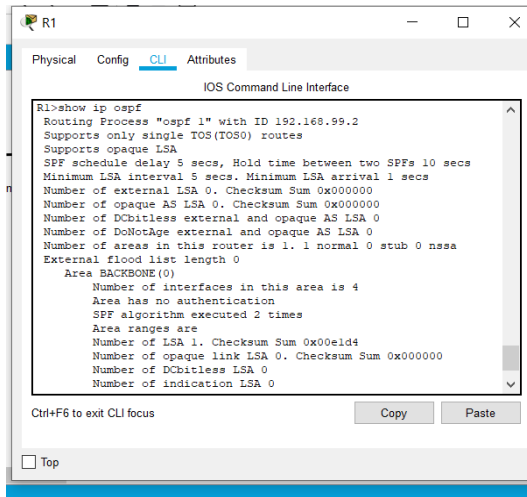 R1
Physical Config CLI Attributes
IOS Command Line Interface
R1>show ip ospf
Routing Process "ospf 1" with ID 192.168.99.2
Supports only single TOS(TOS0) routes
Supports opaque LSA
SPF schedule delay 5 secs, Hold time between two SPFs 10 secs
Minimum LSA interval 5 secs. Minimum LSA arrival 1 secs
Number of external LSA 0. Checksum Sum 0x000000
Number of opaque AS LSA 0. Checksum Sum 0x000000
Number of DCbitless external and opaque AS LSA 0
Number of DoNotAge external and opaque AS LSA 0
Number of areas in this router is 1. 1 normal 0 stub 0 nssa
External flood list length 0
Area BACKBONE(0)
Number of interfaces in this area is 4
Area has no authentication
SPF algorithm executed 2 times
Area ranges are
Number of LSA 1. Checksum Sum 0x00e1d4
Number of opaque link LSA 0. Checksum Sum 0x000000
Number of DCbitless LSA 0
Number of indication LSA 0
Ctrl+F6 to exit CLI focus
Copy Paste
Top